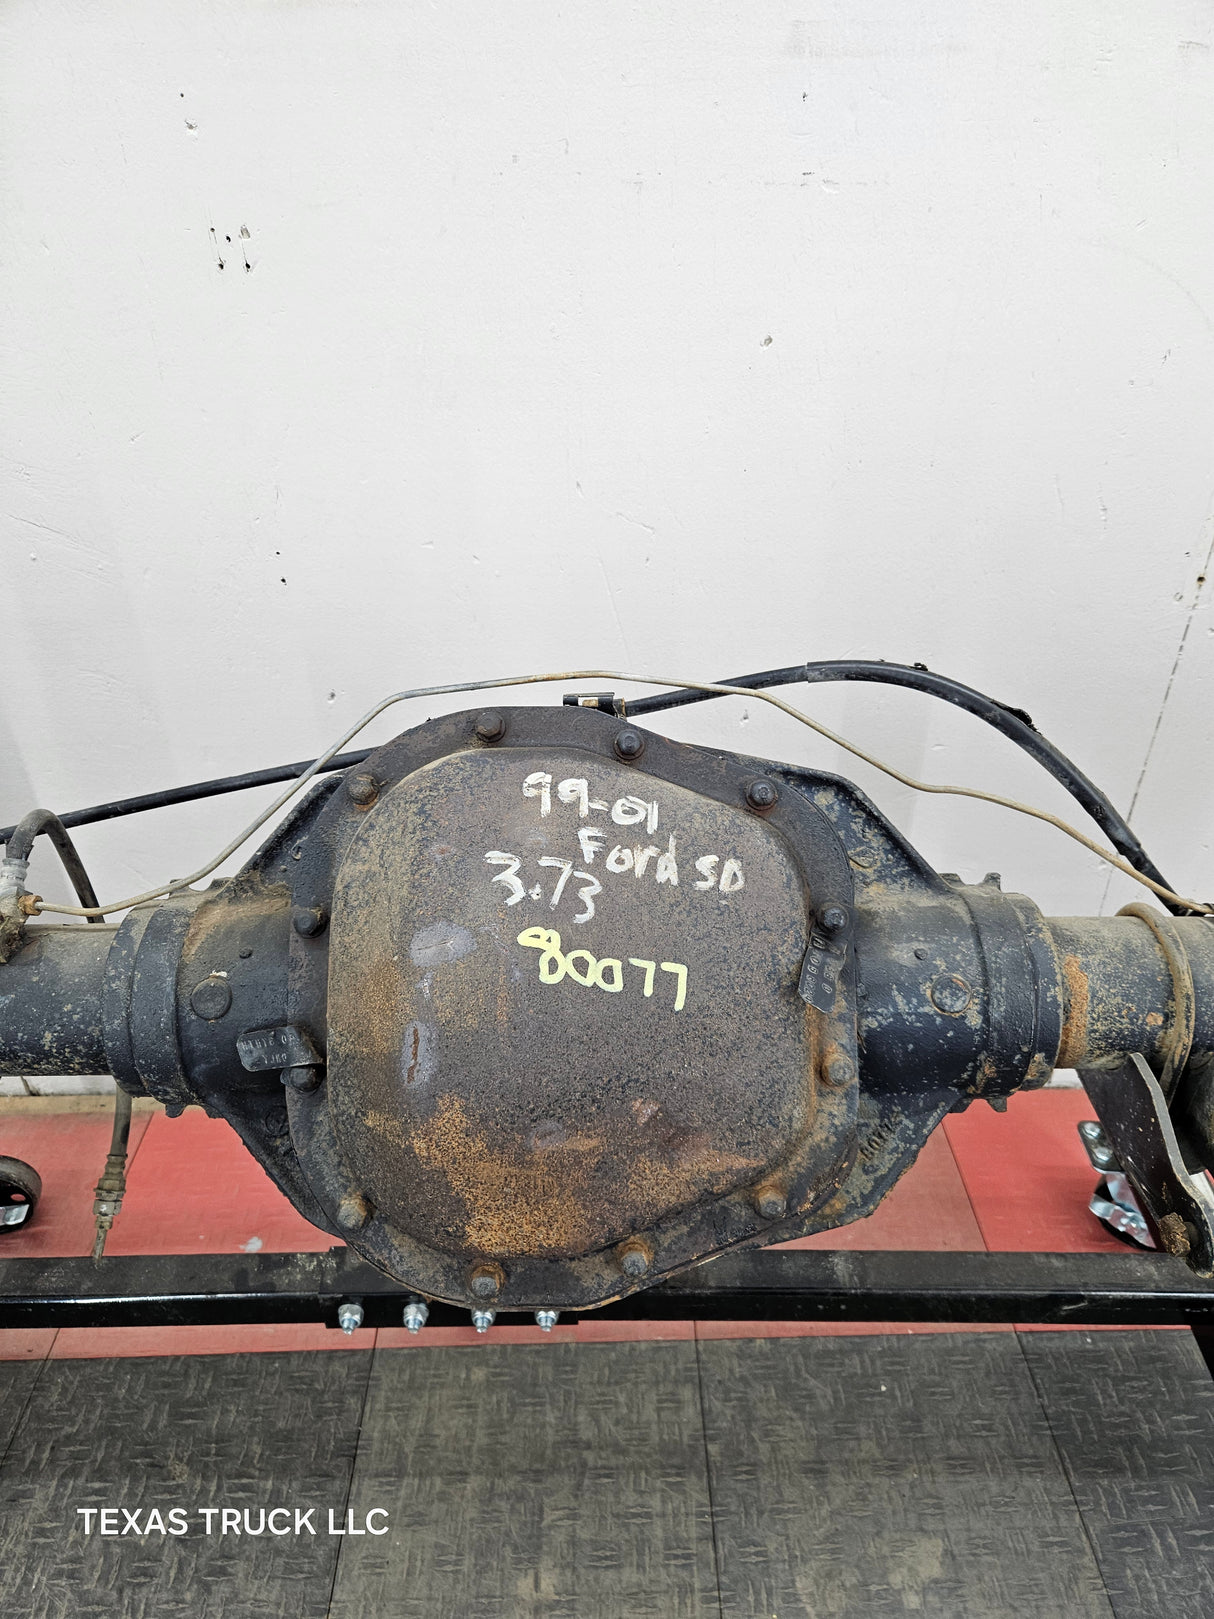 99-01
Ford SD
3.73
80077
TEXAS TRUCK LLC